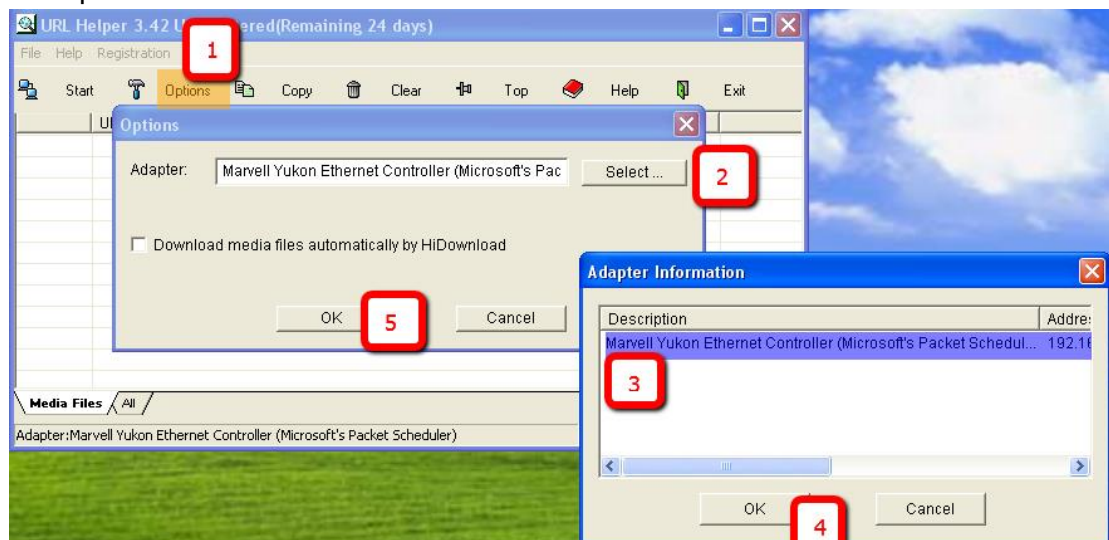 URL Helper 3.42 U ered(Remaining 24 days)
File Help Registration
1
Start Options Copy Clear Top Help Exit
Options
Adapter: Marvell Yukon Ethernet Controller (Microsoft's Pac Select ...
2
Download media files automatically by HiDownload
OK 5 Cancel
Adapter Information
Description Addre
Marvell Yukon Ethernet Controller (Microsoft's Packet Schedul... 192.16
3
OK 4 Cancel
Media Files All
Adapter:Marvell Yukon Ethernet Controller (Microsoft's Packet Scheduler)